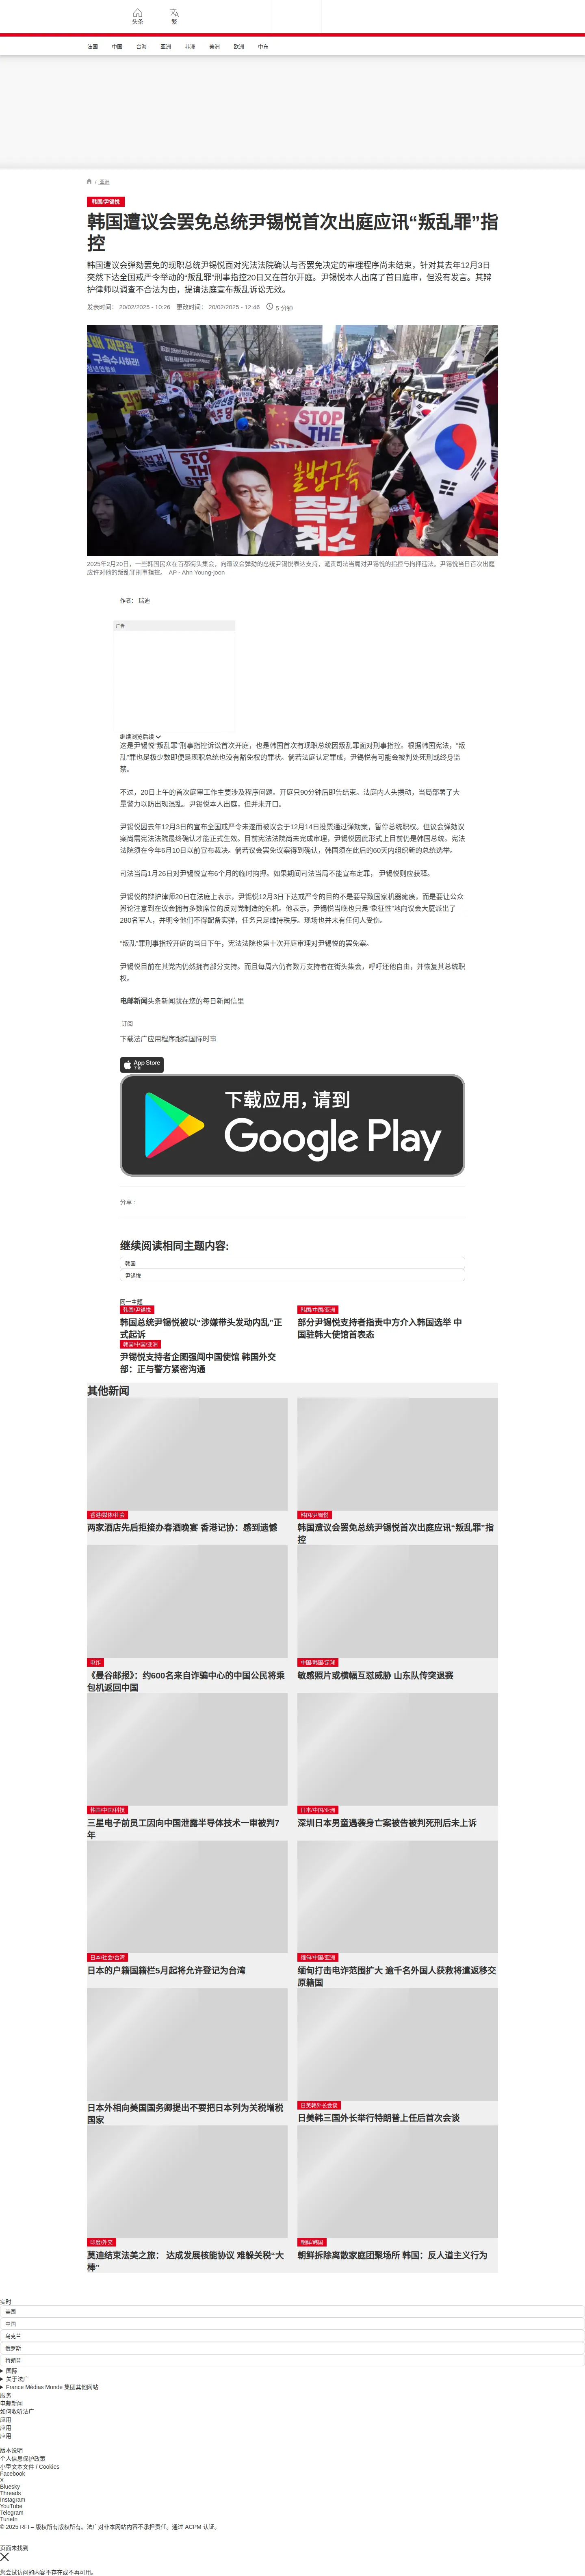 头条
繁
法国 中国 台海 亚洲 非洲 美洲 欧洲 中东
/ 亚洲
韩国/尹锡悦
韩国遭议会罢免总统尹锡悦首次出庭应讯“叛乱罪”指
控
韩国遭议会弹劾罢免的现职总统尹锡悦面对宪法法院确认与否罢免决定的审理程序尚未结束，针对其去年12月3日
突然下达全国戒严令举动的“叛乱罪”刑事指控20日又在首尔开庭。尹锡悦本人出席了首日庭审，但没有发言。其辩
护律师以调查不合法为由，提请法庭宣布叛乱诉讼无效。
发表时间： 20/02/2025 - 10:26 更改时间： 20/02/2025 - 12:46 5 分钟
불법구속
즉각
취소
2025年2月20日，一些韩国民众在首都街头集会，向遭议会弹劾的总统尹锡悦表达支持，谴责司法当局对尹锡悦的指控与拘押违法。尹锡悦当日首次出庭
应许对他的叛乱罪刑事指控。 AP - Ahn Young-joon
作者： 瑞迪
广告
继续浏览后续
这是尹锡悦“叛乱罪”刑事指控诉讼首次开庭，也是韩国首次有现职总统因叛乱罪面对刑事指控。根据韩国宪法，“叛
乱”罪也是极少数即便是现职总统也没有豁免权的罪状。倘若法庭认定罪成，尹锡悦有可能会被判处死刑或终身监
禁。
不过，20日上午的首次庭审工作主要涉及程序问题。开庭只90分钟后即告结束。法庭内人头攒动，当局部署了大
量警力以防出现混乱。尹锡悦本人出庭，但并未开口。
尹锡悦因去年12月3日的宣布全国戒严令未遂而被议会于12月14日投票通过弹劾案，暂停总统职权。但议会弹劾议
案尚需宪法法院最终确认才能正式生效。目前宪法法院尚未完成审理，尹锡悦因此形式上目前仍是韩国总统。宪法
法院须在今年6月10日以前宣布裁决。倘若议会罢免议案得到确认，韩国须在此后的60天内组织新的总统选举。
司法当局1月26日对尹锡悦宣布6个月的临时拘押。如果期间司法当局不能宣布定罪， 尹锡悦则应获释。
尹锡悦的辩护律师20日在法庭上表示，尹锡悦12月3日下达戒严令的目的不是要导致国家机器瘫痪，而是要让公众
舆论注意到在议会拥有多数席位的反对党制造的危机。他表示，尹锡悦当晚也只是“象征性”地向议会大厦派出了
280名军人，并明令他们不得配备实弹，任务只是维持秩序。现场也并未有任何人受伤。
“叛乱”罪刑事指控开庭的当日下午，宪法法院也第十次开庭审理对尹锡悦的罢免案。
尹锡悦目前在其党内仍然拥有部分支持。而且每周六仍有数万支持者在街头集会，呼吁还他自由，并恢复其总统职
权。
电邮新闻头条新闻就在您的每日新闻信里
订阅
下载法广应用程序跟踪国际时事
App Store
下载
下载应用，请到
Google Play
分享 :
继续阅读相同主题内容:
韩国
尹锡悦
同一主题
韩国/尹锡悦
韩国总统尹锡悦被以“涉嫌带头发动内乱”正
式起诉
韩国/中国/亚洲
部分尹锡悦支持者指责中方介入韩国选举 中
国驻韩大使馆首表态
韩国/中国/亚洲
尹锡悦支持者企图强闯中国使馆 韩国外交
部：正与警方紧密沟通
其他新闻
香港/媒体/社会
两家酒店先后拒接办春酒晚宴 香港记协：感到遗憾
韩国/尹锡悦
韩国遭议会罢免总统尹锡悦首次出庭应讯“叛乱罪”指
控
电诈
《曼谷邮报》：约600名来自诈骗中心的中国公民将乘
包机返回中国
中国/韩国/足球
敏感照片或横幅互怼威胁 山东队传突退赛
韩国/中国/科技
三星电子前员工因向中国泄露半导体技术一审被判7
年
日本/中国/亚洲
深圳日本男童遇袭身亡案被告被判死刑后未上诉
日本/社会/台湾
日本的户籍国籍栏5月起将允许登记为台湾
缅甸/中国/亚洲
缅甸打击电诈范围扩大 逾千名外国人获救将遣返移交
原籍国
日本外相向美国国务卿提出不要把日本列为关税增税
国家
日美韩外长会谈
日美韩三国外长举行特朗普上任后首次会谈
印度/外交
莫迪结束法美之旅： 达成发展核能协议 难躲关税“大
棒”
朝鲜/韩国
朝鲜拆除离散家庭团聚场所 韩国：反人道主义行为
实时
美国
中国
乌克兰
俄罗斯
特朗普
国际
关于法广
France Médias Monde 集团其他网站
服务
电邮新闻
如何收听法广
应用
应用
应用
版本说明
个人信息保护政策
小型文本文件 / Cookies
Facebook
X
Bluesky
Threads
Instagram
YouTube
Telegram
TuneIn
© 2025 RFI – 版权所有版权所有。法广对非本网站内容不承担责任。通过 ACPM 认证。
页面未找到
您尝试访问的内容不存在或不再可用。